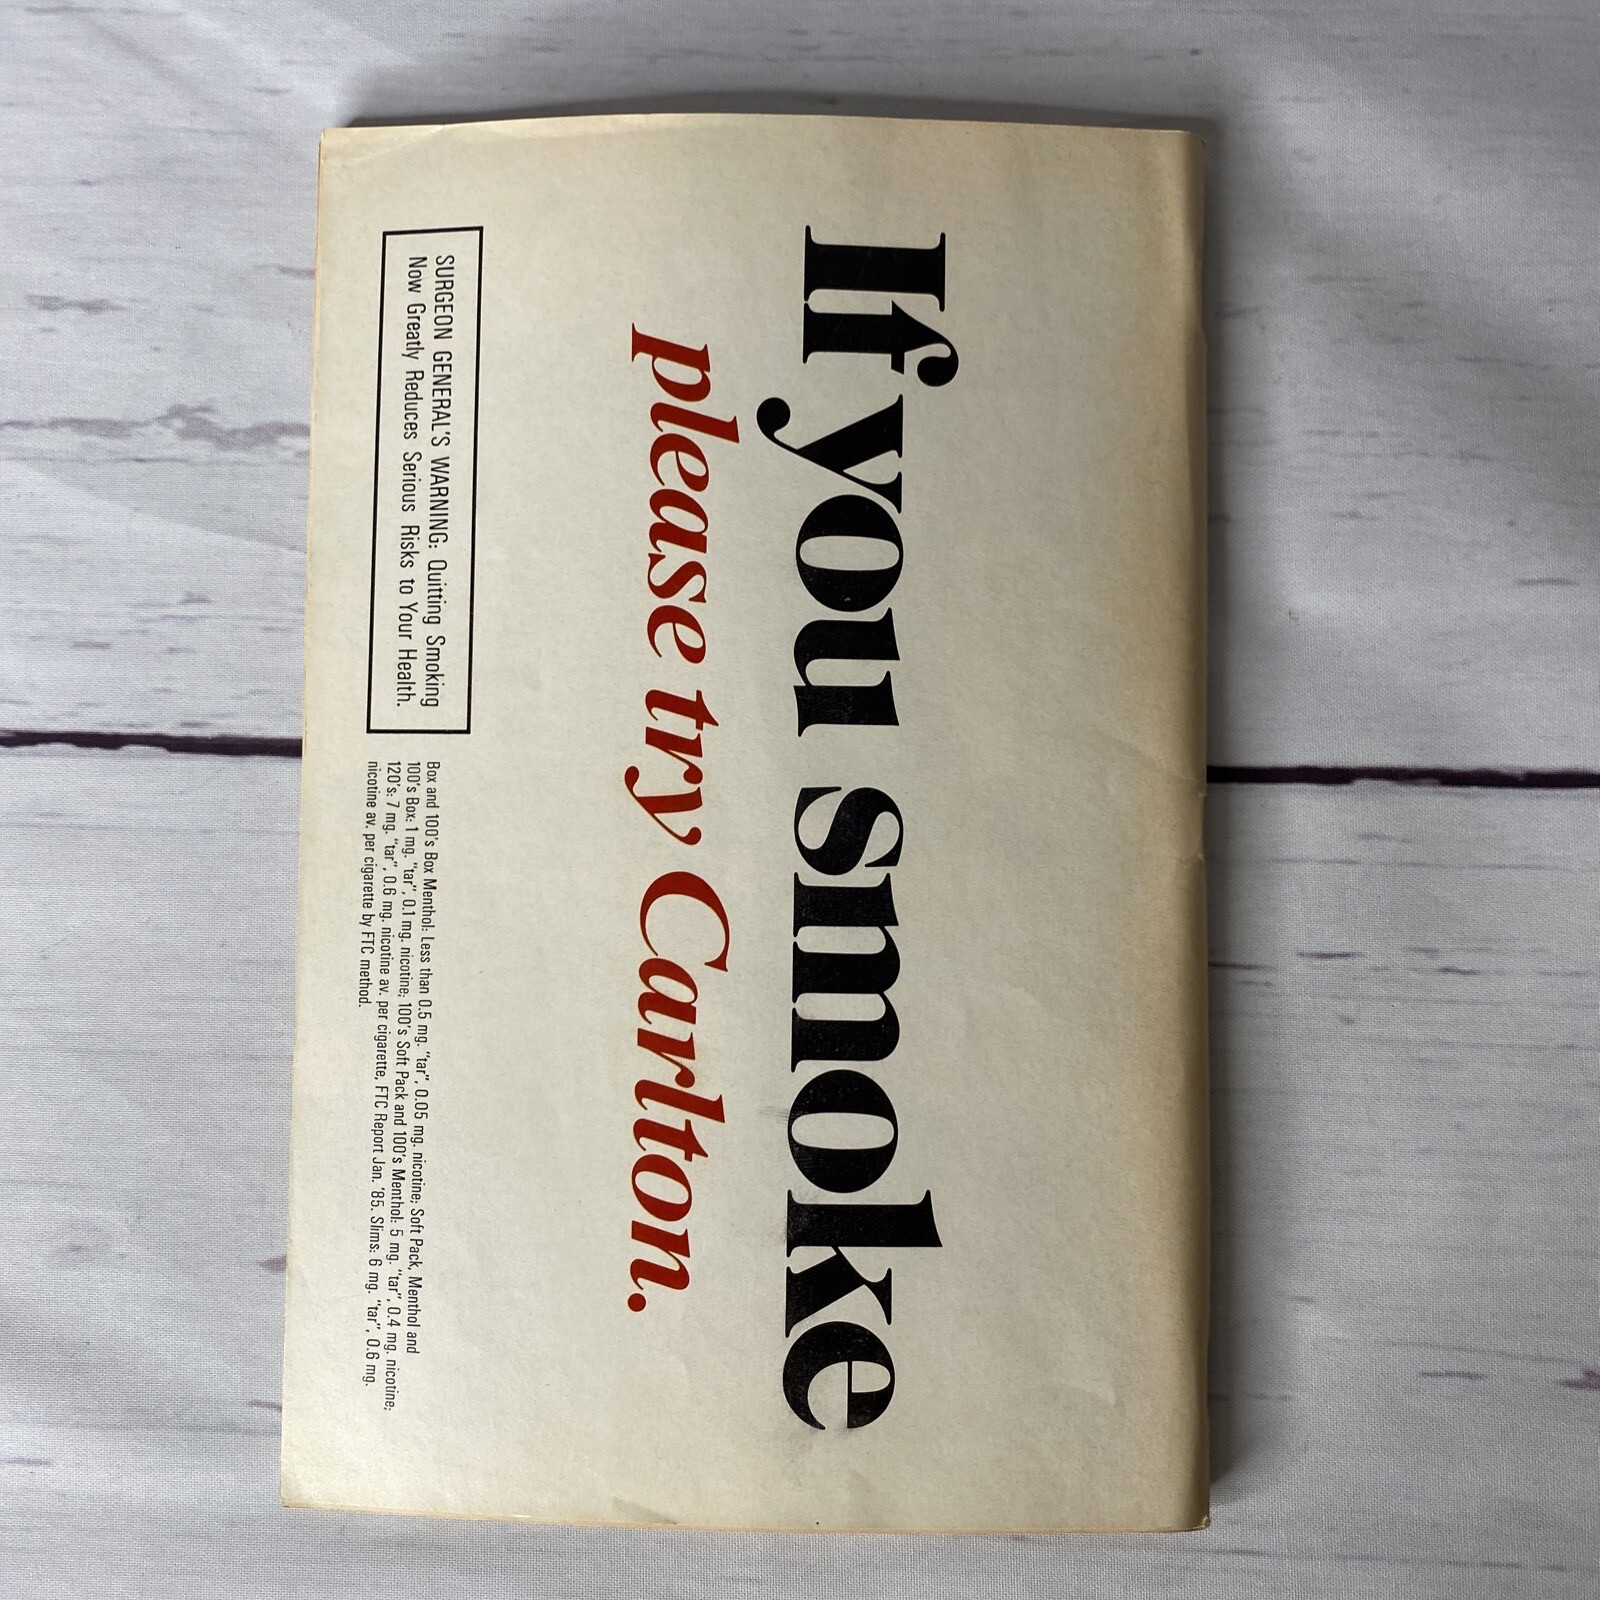 If you smoke
please try Carlton.
SURGEON GENERAL'S WARNING: Quitting Smoking
Now Greatly Reduces Serious Risks to Your Health.
Box and 100's Box Menthol: Less than 0.5 mg. "tar", 0.05 mg. nicotine; Soft Pack, Menthol and
100's Box: 1 mg. "tar", 0.1 mg. nicotine; 100's Soft Pack and 100's Menthol: 5 mg. "tar", 0.4 mg. nicotine;
120's: 7 mg. "tar", 0.6 mg. nicotine av. per cigarette, FTC Report Jan. '85. Slims: 6 mg. "tar", 0.6 mg.
nicotine av. per cigarette by FTC method.